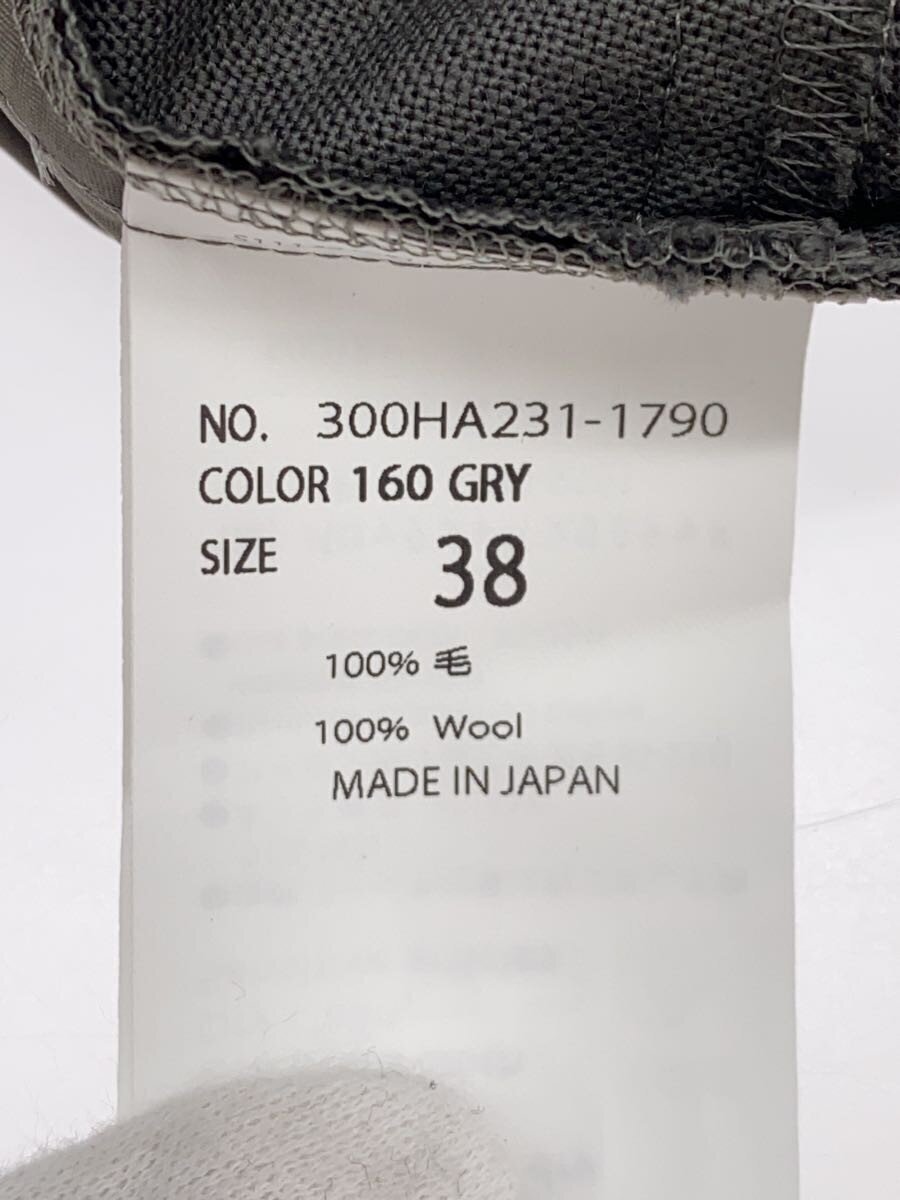 NO. 300HA231-1790
COLOR 160 GRY
SIZE 38
100% 毛
100% Wool
MADE IN JAPAN